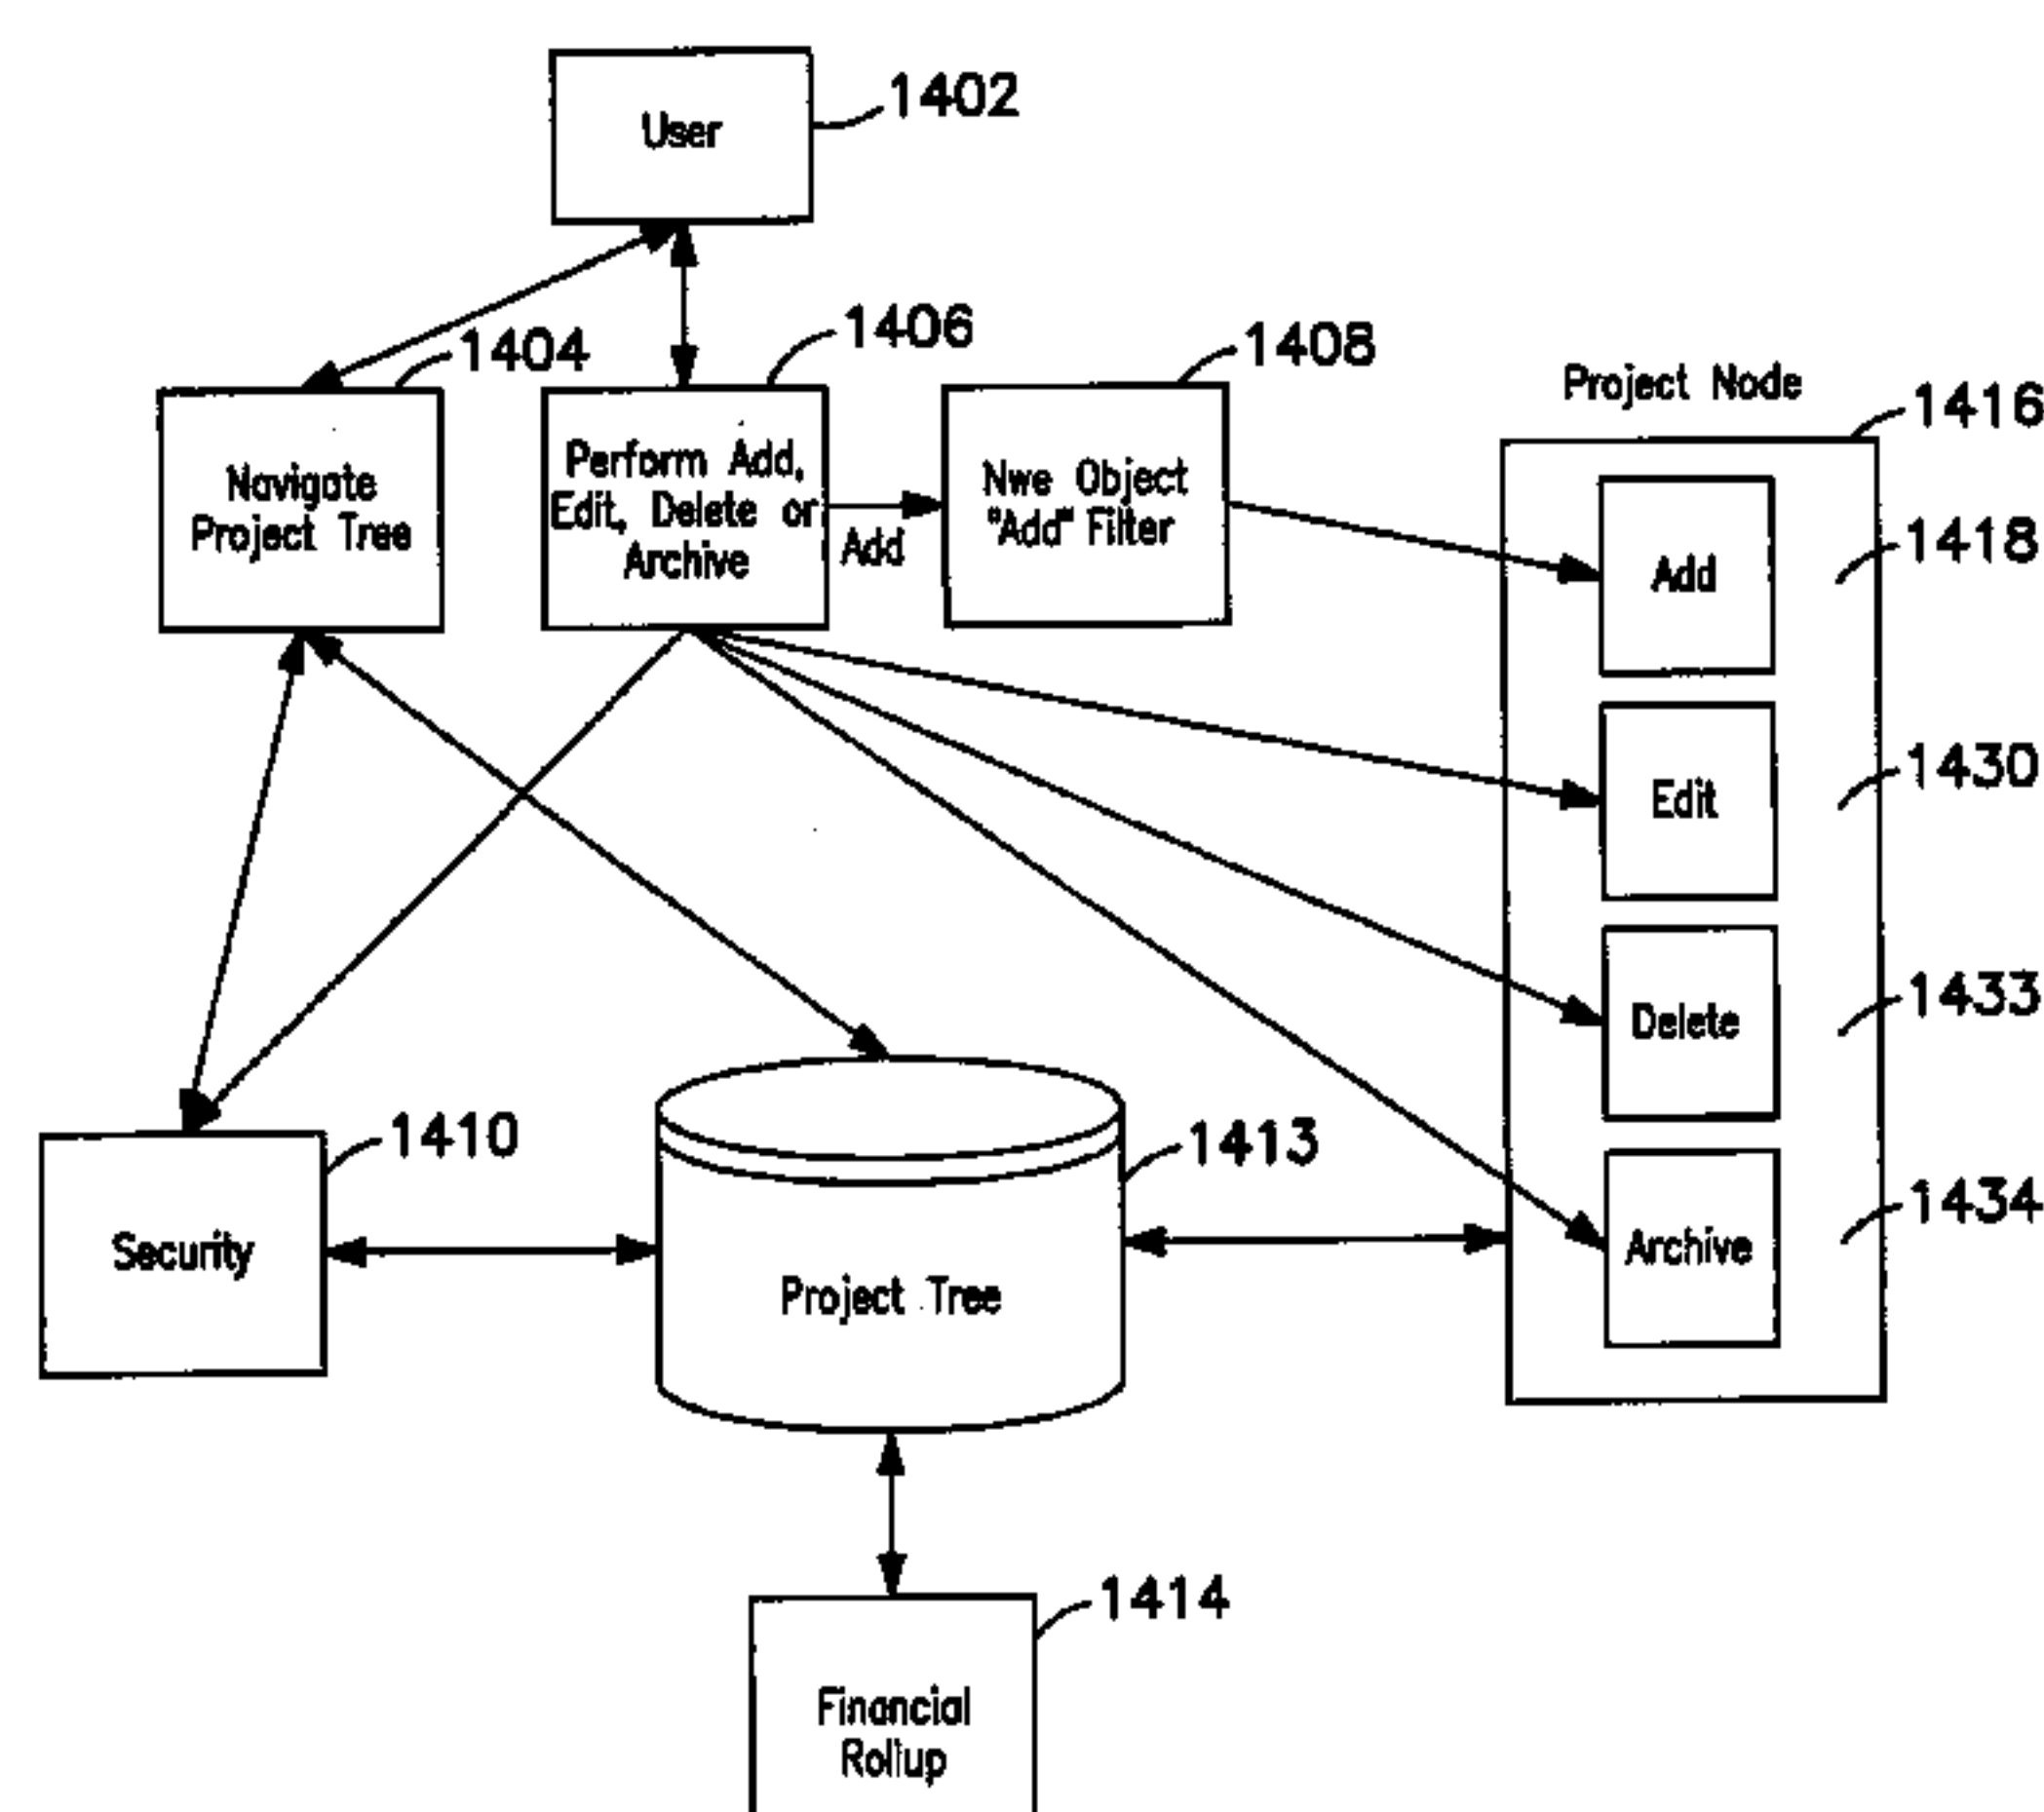 1402
User
1404
1406
1408
Project Node
1416
Navigate
Project Tree
Perform Add,
Edit, Delete or
Archive
Add
Nwe Object
"Add" Filter
Add
1418
Edit
1430
Delete
1433
Archive
1434
1410
Security
1413
Project Tree
1414
Financial
Rollup